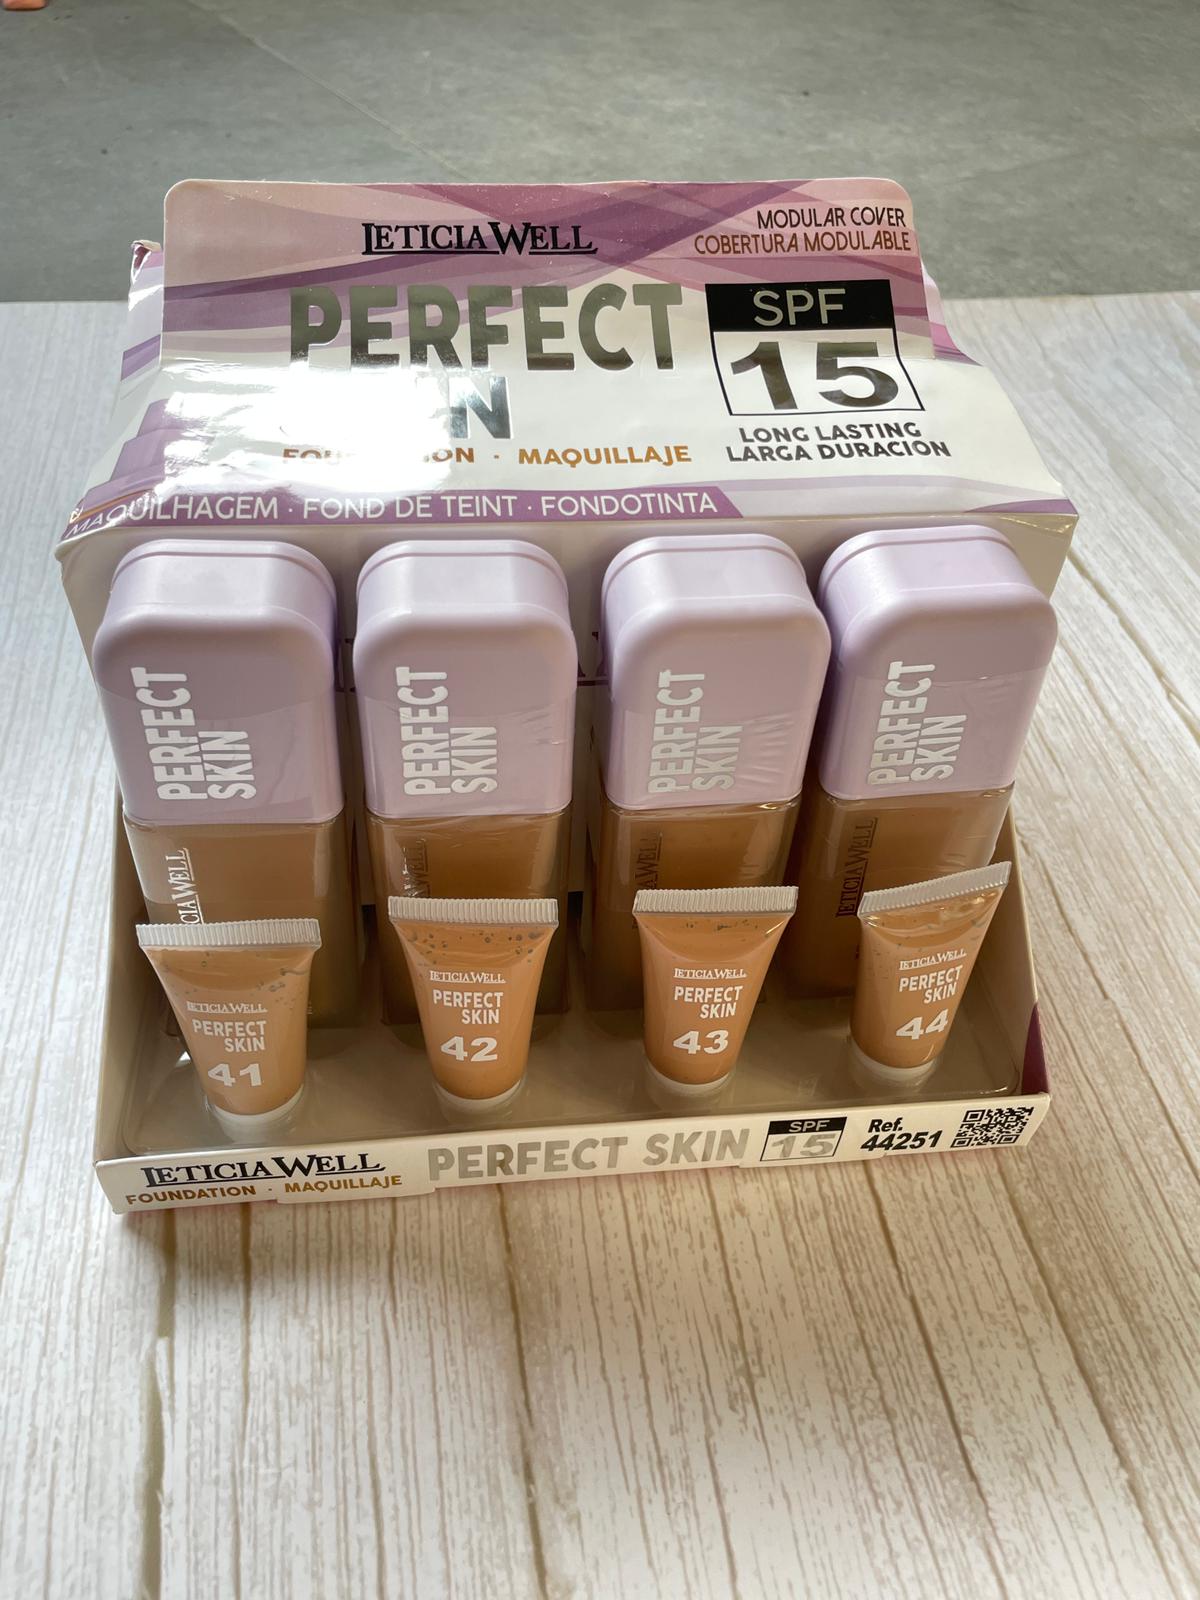 LETICIA WELL
MODULAR COVER
COBERTURA MODULABLE
PERFECT
SPF
15
LONG LASTING
LARGA DURACIÓN
MAQUILLAJE
MAQUILHAGEM · FOND DE TEINT · FONDOTINTA
PERFECT
SKIN
PERFECT
SKIN
PERFECT
SKIN
PERFECT
SKIN
LETICIA WELL
LETICIA WELL
LETICIA WELL
PERFECT
SKIN
41
LETICIA WELL
PERFECT
SKIN
42
LETICIA WELL
PERFECT
SKIN
43
LETICIA WELL
PERFECT
SKIN
44
LETICIA WELL
FOUNDATION · MAQUILLAJE
PERFECT SKIN
SPF
15
Ref.
44251